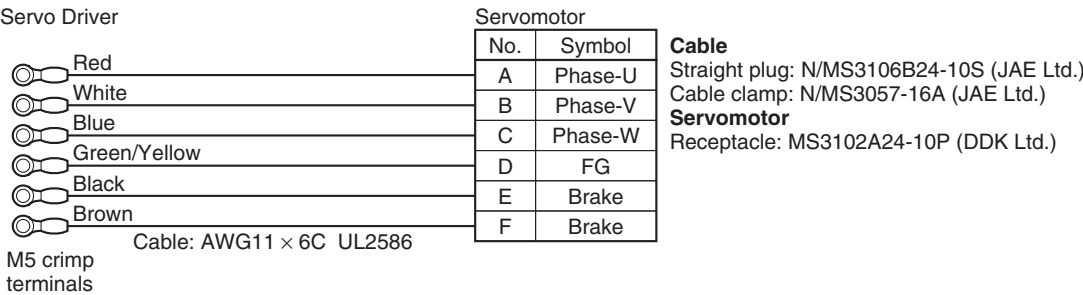 Servo Driver
Servomotor
No. Symbol
Red
A Phase-U
White
B Phase-V
Blue
C Phase-W
Green/Yellow
D FG
Black
E Brake
Brown
F Brake
Cable: AWG11 × 6C UL2586
M5 crimp
terminals
Cable
Straight plug: N/MS3106B24-10S (JAE Ltd.)
Cable clamp: N/MS3057-16A (JAE Ltd.)
Servomotor
Receptacle: MS3102A24-10P (DDK Ltd.)